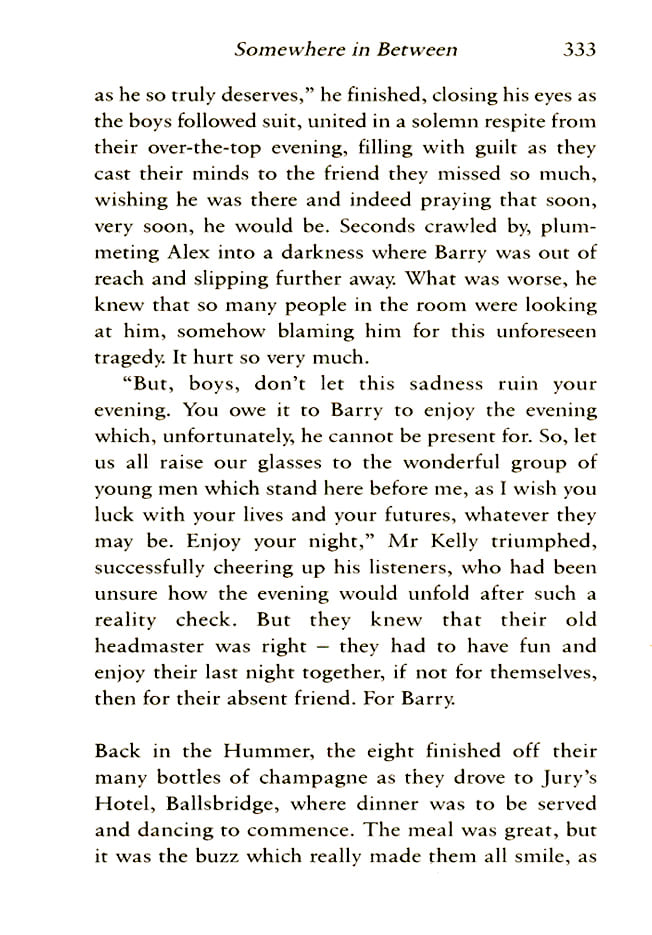 Somewhere in Between 333
as he so truly deserves,” he finished, closing his eyes as
the boys followed suit, united in a solemn respite from
their over-the-top evening, filling with guilt as they
cast their minds to the friend they missed so much,
wishing he was there and indeed praying that soon,
very soon, he would be. Seconds crawled by, plum-
meting Alex into a darkness where Barry was out of
reach and slipping further away. What was worse, he
knew that so many people in the room were looking
at him, somehow blaming him for this unforeseen
tragedy. It hurt so very much.
“But, boys, don’t let this sadness ruin your
evening. You owe it to Barry to enjoy the evening
which, unfortunately, he cannot be present for. So, let
us all raise our glasses to the wonderful group of
young men which stand here before me, as I wish you
luck with your lives and your futures, whatever they
may be. Enjoy your night,” Mr Kelly triumphed,
successfully cheering up his listeners, who had been
unsure how the evening would unfold after such a
reality check. But they knew that their old
headmaster was right – they had to have fun and
enjoy their last night together, if not for themselves,
then for their absent friend. For Barry.
Back in the Hummer, the eight finished off their
many bottles of champagne as they drove to Jury’s
Hotel, Ballsbridge, where dinner was to be served
and dancing to commence. The meal was great, but
it was the buzz which really made them all smile, as